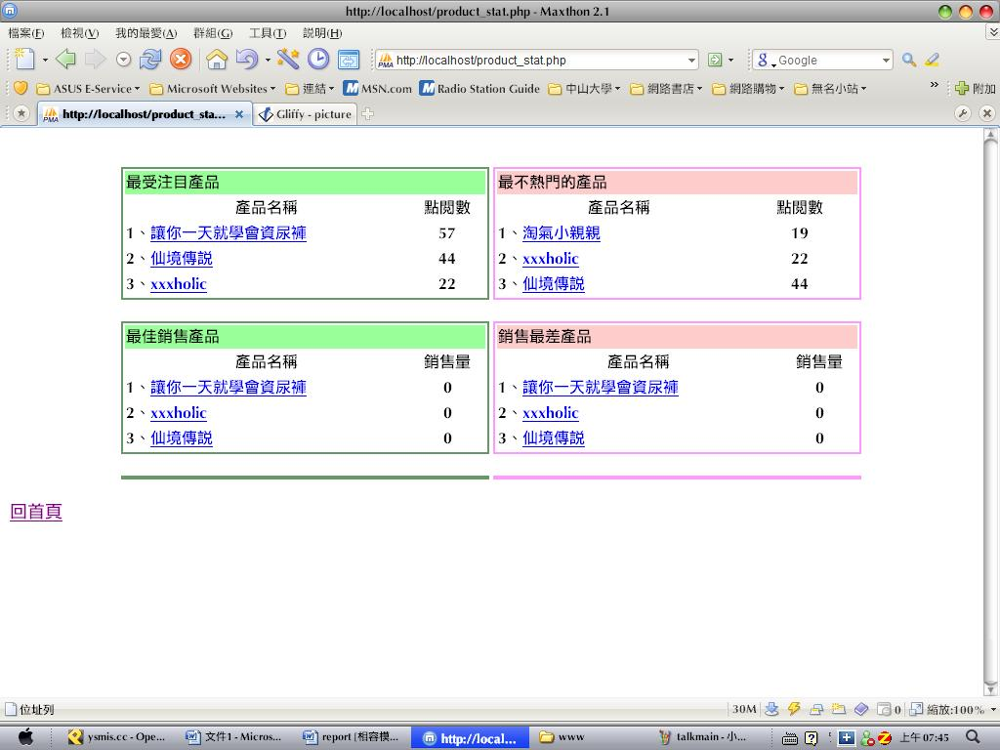 http://localhost/product_stat.php - Maxthon 2.1
檔案(F) 檢視(V) 我的最愛(A) 群組(G) 工具(T) 說明(H)
http://localhost/product_stat.php Google
ASUS E-Service Microsoft Websites 連結 MSN.com Radio Station Guide 中山大學 網路書店 網路購物 無名小站 » 附加
http://localhost/product_sta... Gliffy - picture
最受注目產品
產品名稱 點閱數
1、讓你一天就學會資尿褲 57
2、仙境傳說 44
3、xxxholic 22
最不熱門的產品
產品名稱 點閱數
1、淘氣小親親 19
2、xxxholic 22
3、仙境傳說 44
最佳銷售產品
產品名稱 銷售量
1、讓你一天就學會資尿褲 0
2、xxxholic 0
3、仙境傳說 0
銷售最差產品
產品名稱 銷售量
1、讓你一天就學會資尿褲 0
2、xxxholic 0
3、仙境傳說 0
回首頁
位址列 30M 0 縮放:100%
ysmis.cc - Ope... 文件1 - Micros... report [相容模... http://local... www talkmain - 小... 上午 07:45